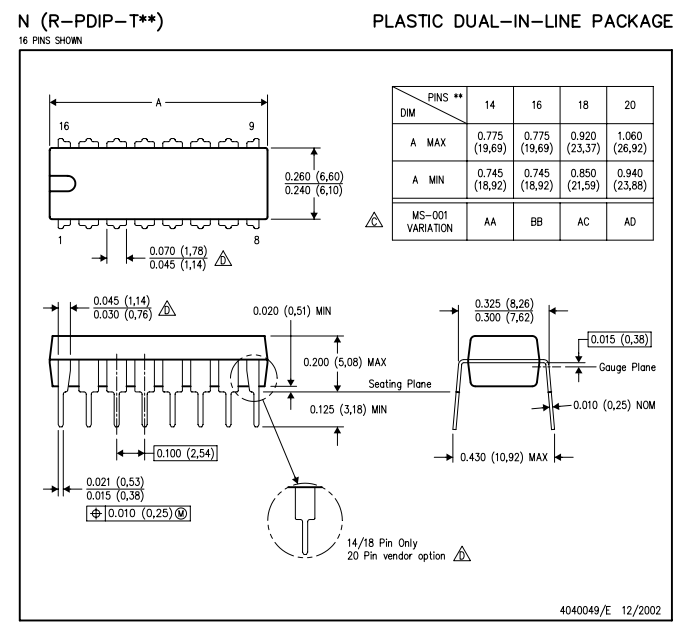 N (R-PDIP-T**)
PLASTIC DUAL-IN-LINE PACKAGE
16 PINS SHOWN
A
16
9
1
8
0.260 (6,60)
0.240 (6,10)
0.070 (1,78)
0.045 (1,14)
D
PINS **
DIM
14
16
18
20
A MAX
0.775
(19,69)
0.775
(19,69)
0.920
(23,37)
1.060
(26,92)
A MIN
0.745
(18,92)
0.745
(18,92)
0.850
(21,59)
0.940
(23,88)
C
MS-001
VARIATION
AA
BB
AC
AD
0.045 (1,14)
0.030 (0,76)
D
0.020 (0,51) MIN
0.200 (5,08) MAX
Seating Plane
0.125 (3,18) MIN
0.100 (2,54)
0.021 (0,53)
0.015 (0,38)
⌖ 0.010 (0,25) Ⓜ
0.325 (8,26)
0.300 (7,62)
0.015 (0,38)
Gauge Plane
0.010 (0,25) NOM
0.430 (10,92) MAX
14/18 Pin Only
20 Pin vendor option
D
4040049/E 12/2002